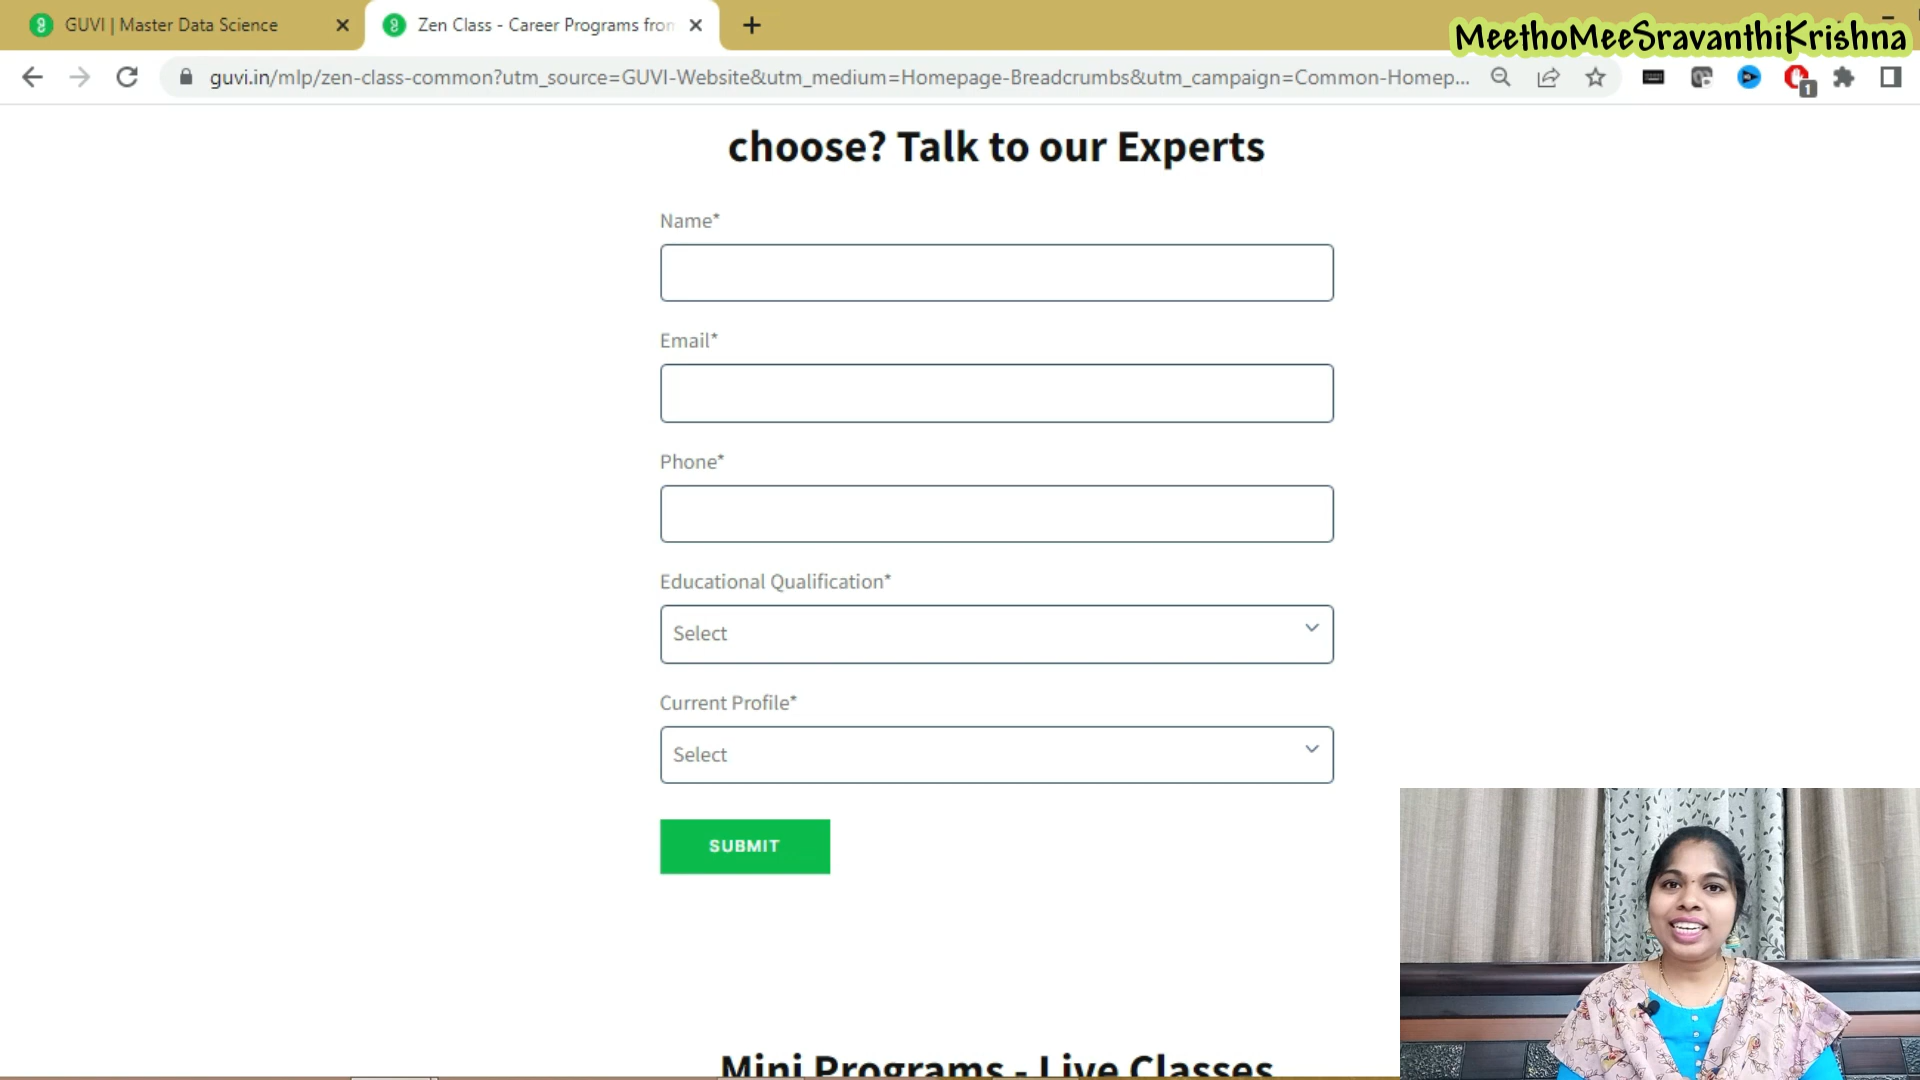 GUVI | Master Data Science
Zen Class - Career Programs from
MeethoMeeSravanthiKrishna
guvi.in/mlp/zen-class-common?utm_source=GUVI-Website&utm_medium=Homepage-Breadcrumbs&utm_campaign=Common-Homep...
1
choose? Talk to our Experts
Name*
Email*
Phone*
Educational Qualification*
Select
Current Profile*
Select
SUBMIT
Mini Programs - Live Classes